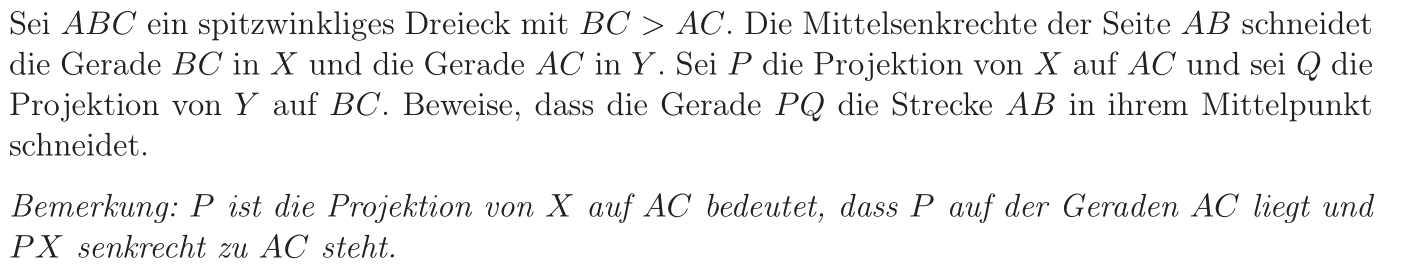 Sei ABC ein spitzwinkliges Dreieck mit BC > AC. Die Mittelsenkrechte der Seite AB schneidet
die Gerade BC in X und die Gerade AC in Y. Sei P die Projektion von X auf AC und sei Q die
Projektion von Y auf BC. Beweise, dass die Gerade PQ die Strecke AB in ihrem Mittelpunkt
schneidet.
Bemerkung: P ist die Projektion von X auf AC bedeutet, dass P auf der Geraden AC liegt und
PX senkrecht zu AC steht.